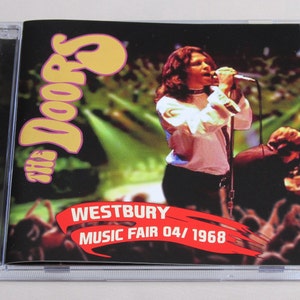 THE DOORS
WESTBURY
MUSIC FAIR 04/1968